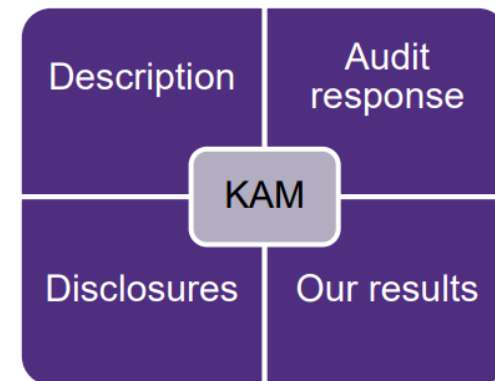 Description
Audit
response
KAM
Disclosures
Our results